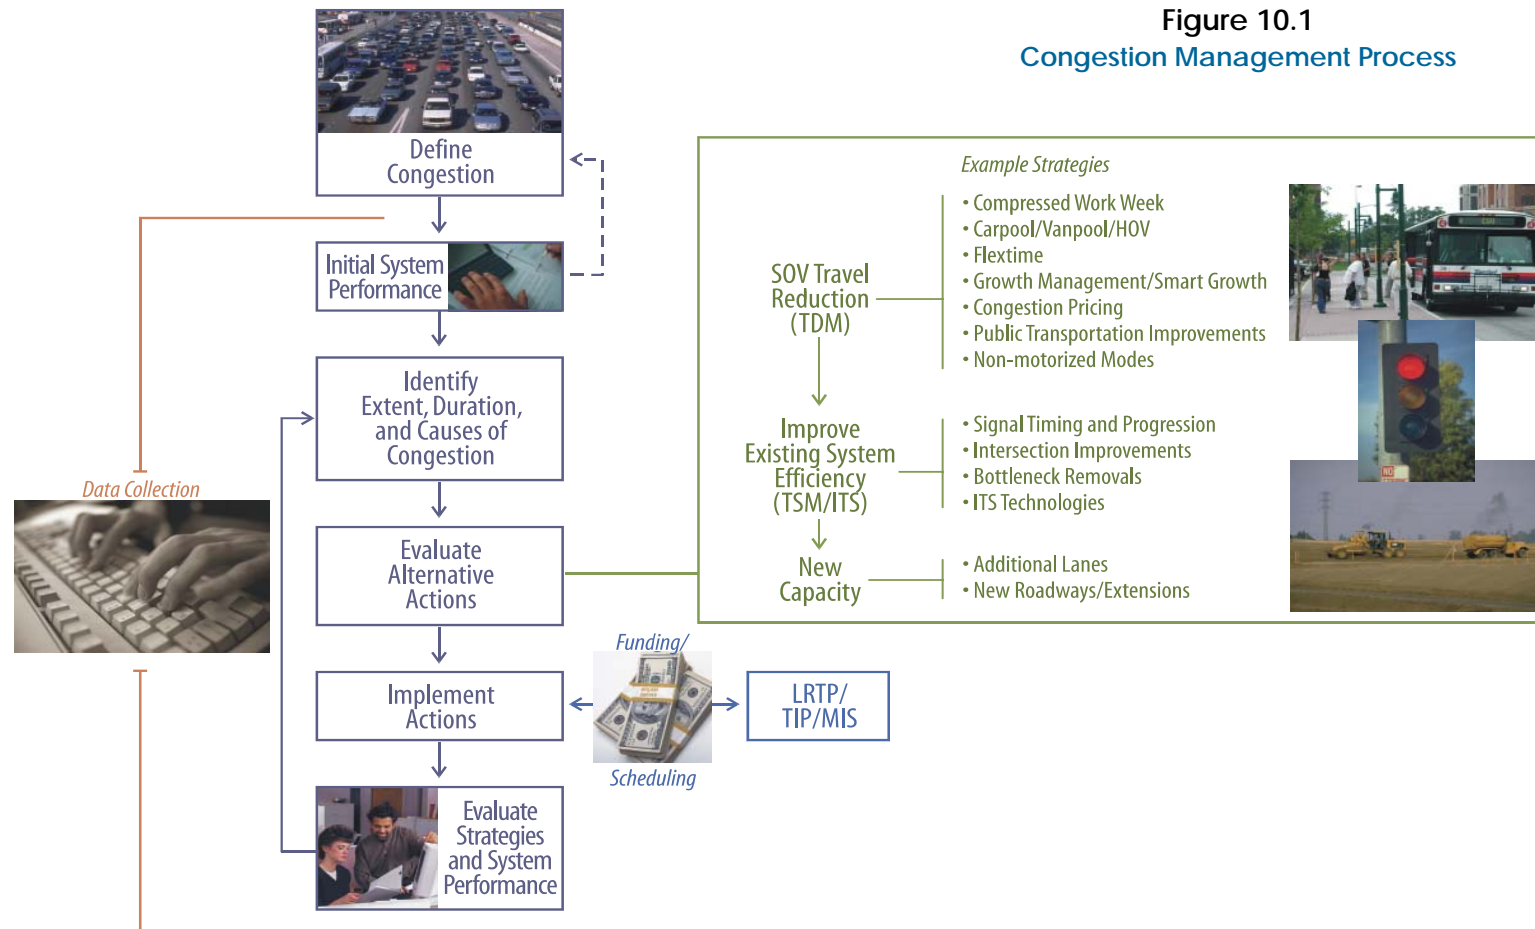 Figure 10.1
Congestion Management Process
Define
Congestion
Initial System
Performance
Identify
Extent, Duration,
and Causes of
Congestion
Evaluate
Alternative
Actions
Implement
Actions
Evaluate
Strategies
and System
Performance
Data Collection
Funding/
Scheduling
LRTP/
TIP/MIS
Example Strategies
SOV Travel
Reduction
(TDM)
• Compressed Work Week
• Carpool/Vanpool/HOV
• Flextime
• Growth Management/Smart Growth
• Congestion Pricing
• Public Transportation Improvements
• Non-motorized Modes
Improve
Existing System
Efficiency
(TSM/ITS)
• Signal Timing and Progression
• Intersection Improvements
• Bottleneck Removals
• ITS Technologies
New
Capacity
• Additional Lanes
• New Roadways/Extensions
NO